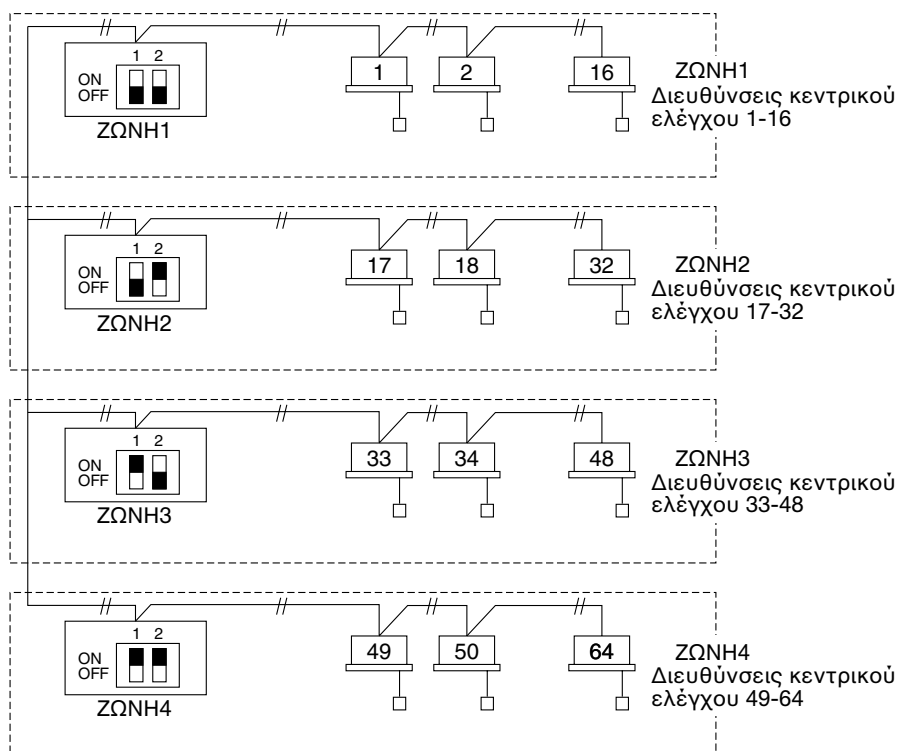 1 2
ON
OFF
ΖΩΝΗ1
1
2
16
ΖΩΝΗ1
Διευθύνσεις κεντρικού
ελέγχου 1-16
1 2
ON
OFF
ΖΩΝΗ2
17
18
32
ΖΩΝΗ2
Διευθύνσεις κεντρικού
ελέγχου 17-32
1 2
ON
OFF
ΖΩΝΗ3
33
34
48
ΖΩΝΗ3
Διευθύνσεις κεντρικού
ελέγχου 33-48
1 2
ON
OFF
ΖΩΝΗ4
49
50
64
ΖΩΝΗ4
Διευθύνσεις κεντρικού
ελέγχου 49-64